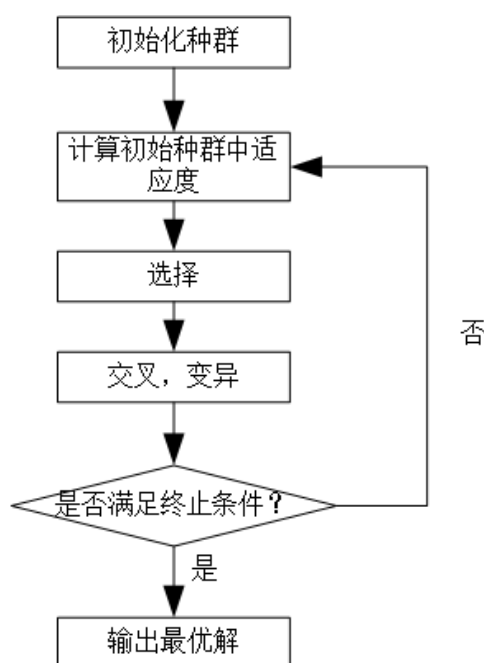 初始化种群
计算初始种群中适
应度
选择
交叉，变异
否
是否满足终止条件？
是
输出最优解